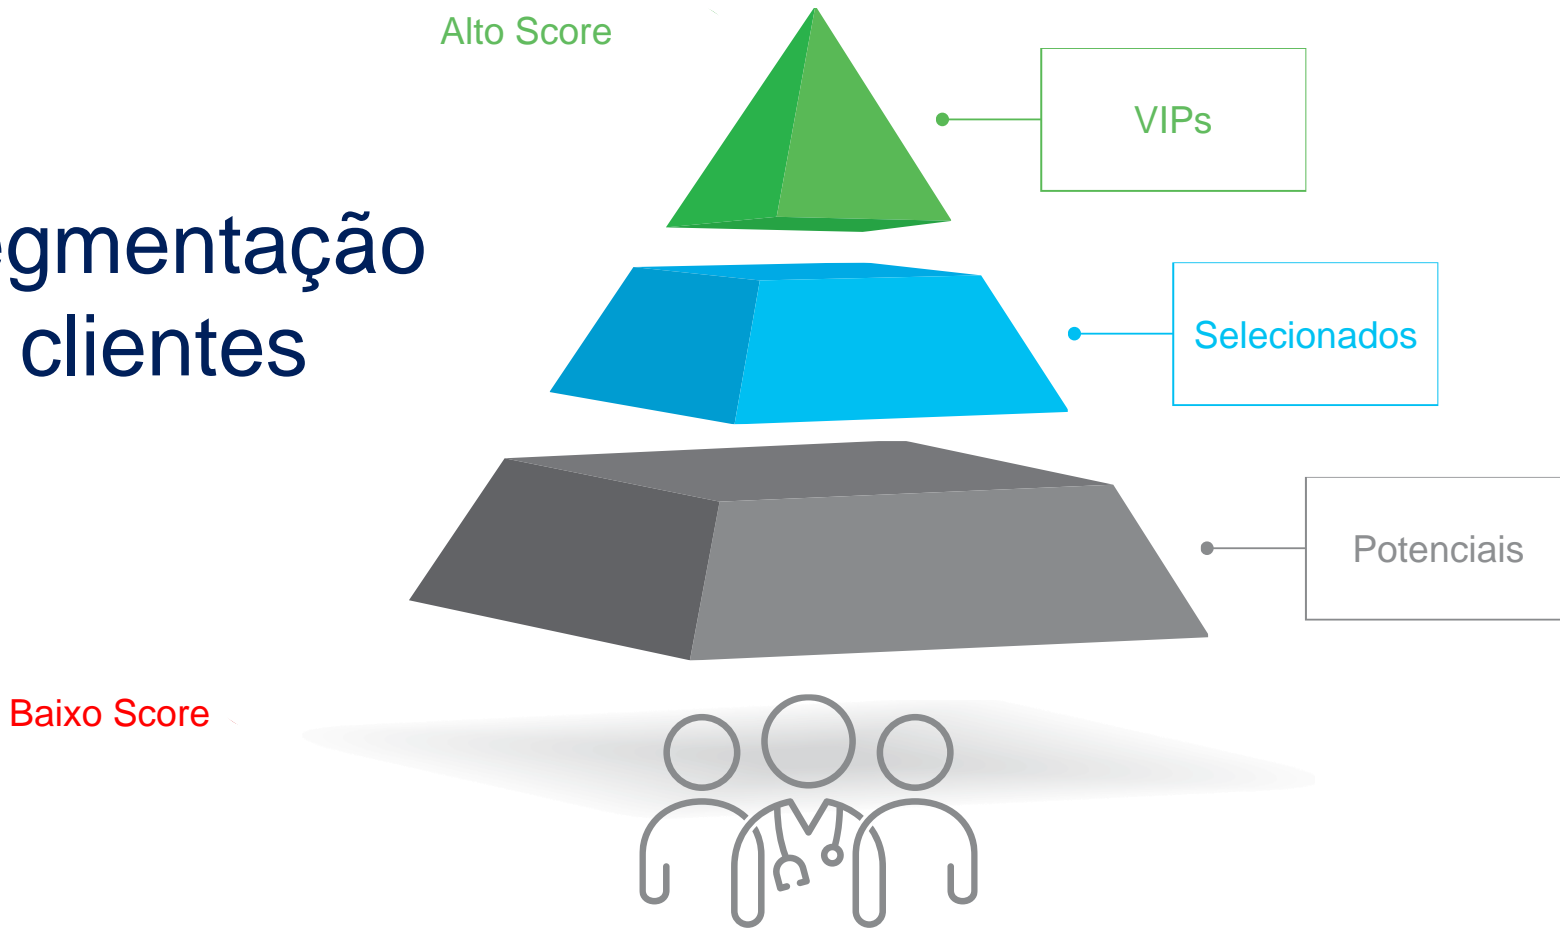 Alto Score
VIPs
egmentação
clientes
Selecionados
Potenciais
Baixo Score